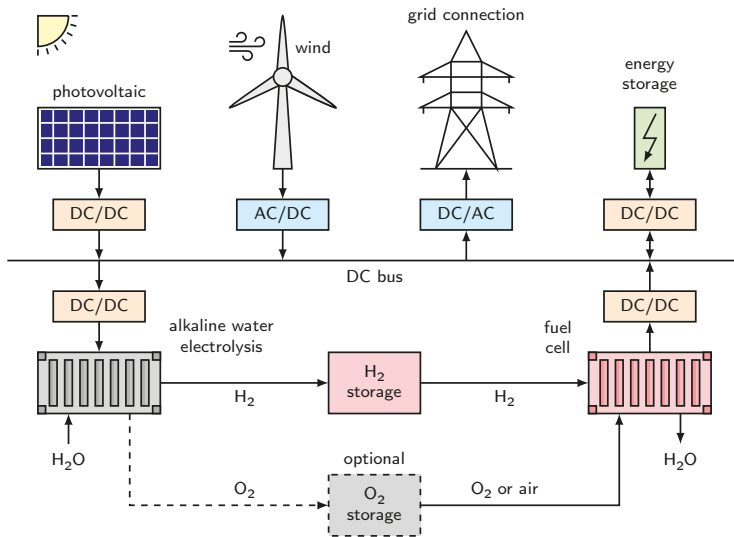 grid connection
wind
energy
storage
photovoltaic
DC/DC
AC/DC
DC/AC
DC/DC
DC bus
DC/DC
DC/DC
alkaline water
electrolysis
fuel
cell
H₂
storage
H₂
H₂
H₂O
H₂O
optional
O₂
O₂
storage
O₂ or air